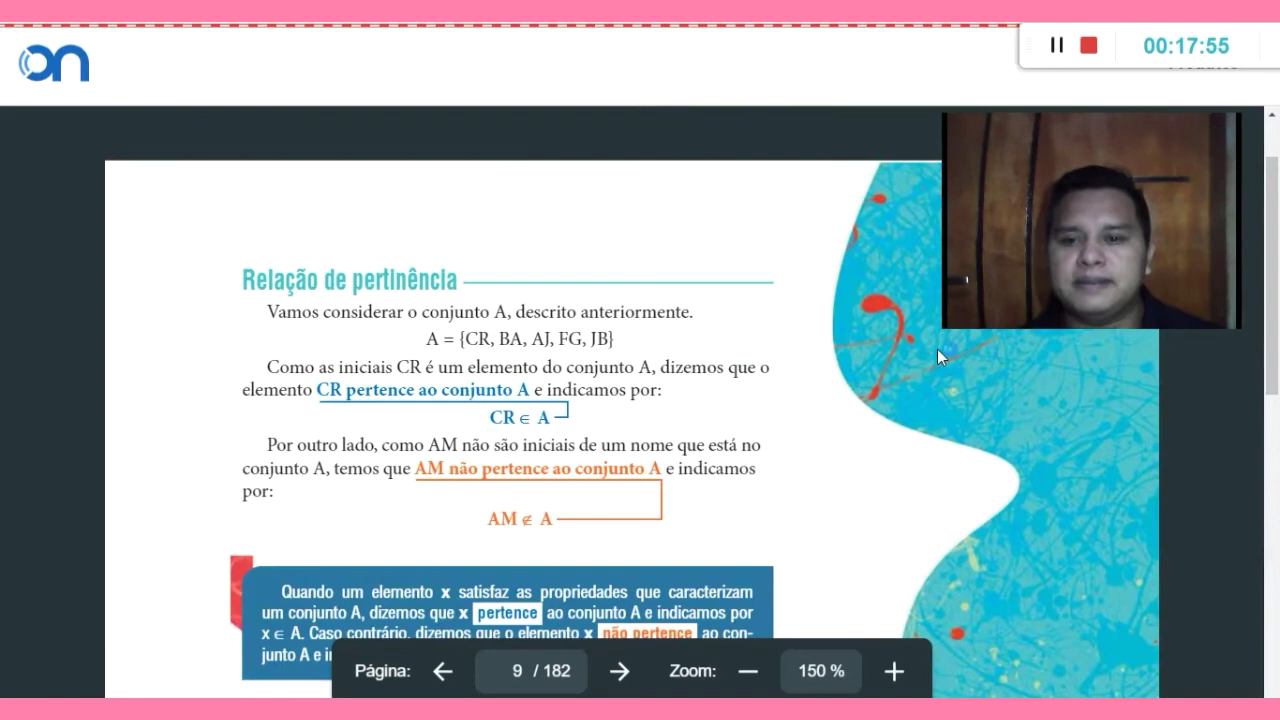 on
00:17:55
Relação de pertinência
Vamos considerar o conjunto A, descrito anteriormente.
A = {CR, BA, AJ, FG, JB}
Como as iniciais CR é um elemento do conjunto A, dizemos que o
elemento CR pertence ao conjunto A e indicamos por:
CR ∈ A
Por outro lado, como AM não são iniciais de um nome que está no
conjunto A, temos que AM não pertence ao conjunto A e indicamos
por:
AM ∉ A
Quando um elemento x satisfaz as propriedades que caracterizam
um conjunto A, dizemos que x pertence ao conjunto A e indicamos por
x ∈ A. Caso contrário, dizemos que o elemento x não pertence ao con-
junto A e i
Página: 9 / 182 Zoom: 150 %